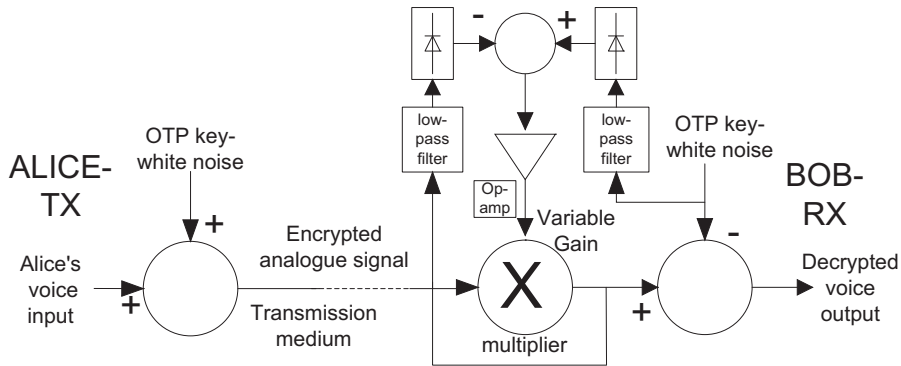 -
+
low-
pass
filter
low-
pass
filter
OTP key-
white noise
OTP key-
white noise
ALICE-
TX
BOB-
RX
Op-
amp
+
Variable
Gain
-
Encrypted
analogue signal
Alice's
voice
input
+
X
Decrypted
voice
output
+
Transmission
medium
multiplier